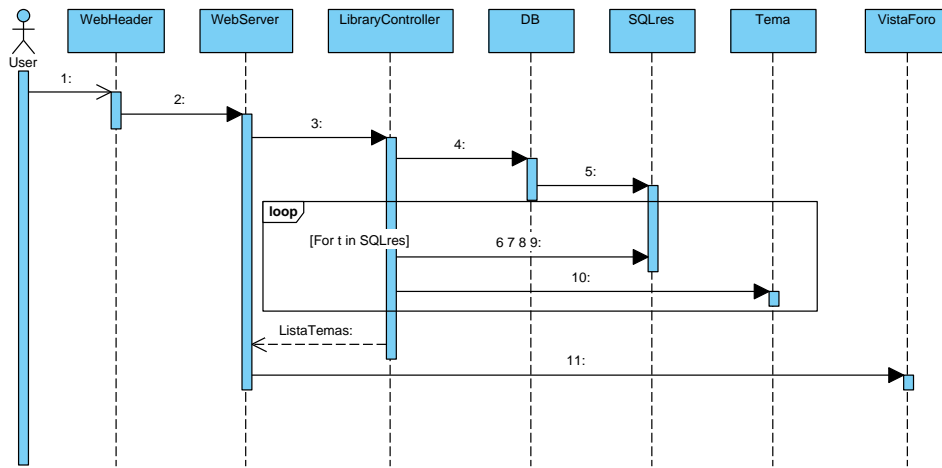 WebHeader
WebServer
LibraryController
DB
SQLres
Tema
VistaForo
User
1:
2:
3:
4:
5:
loop
[For t in SQLres]
6 7 8 9:
10:
ListaTemas:
11: